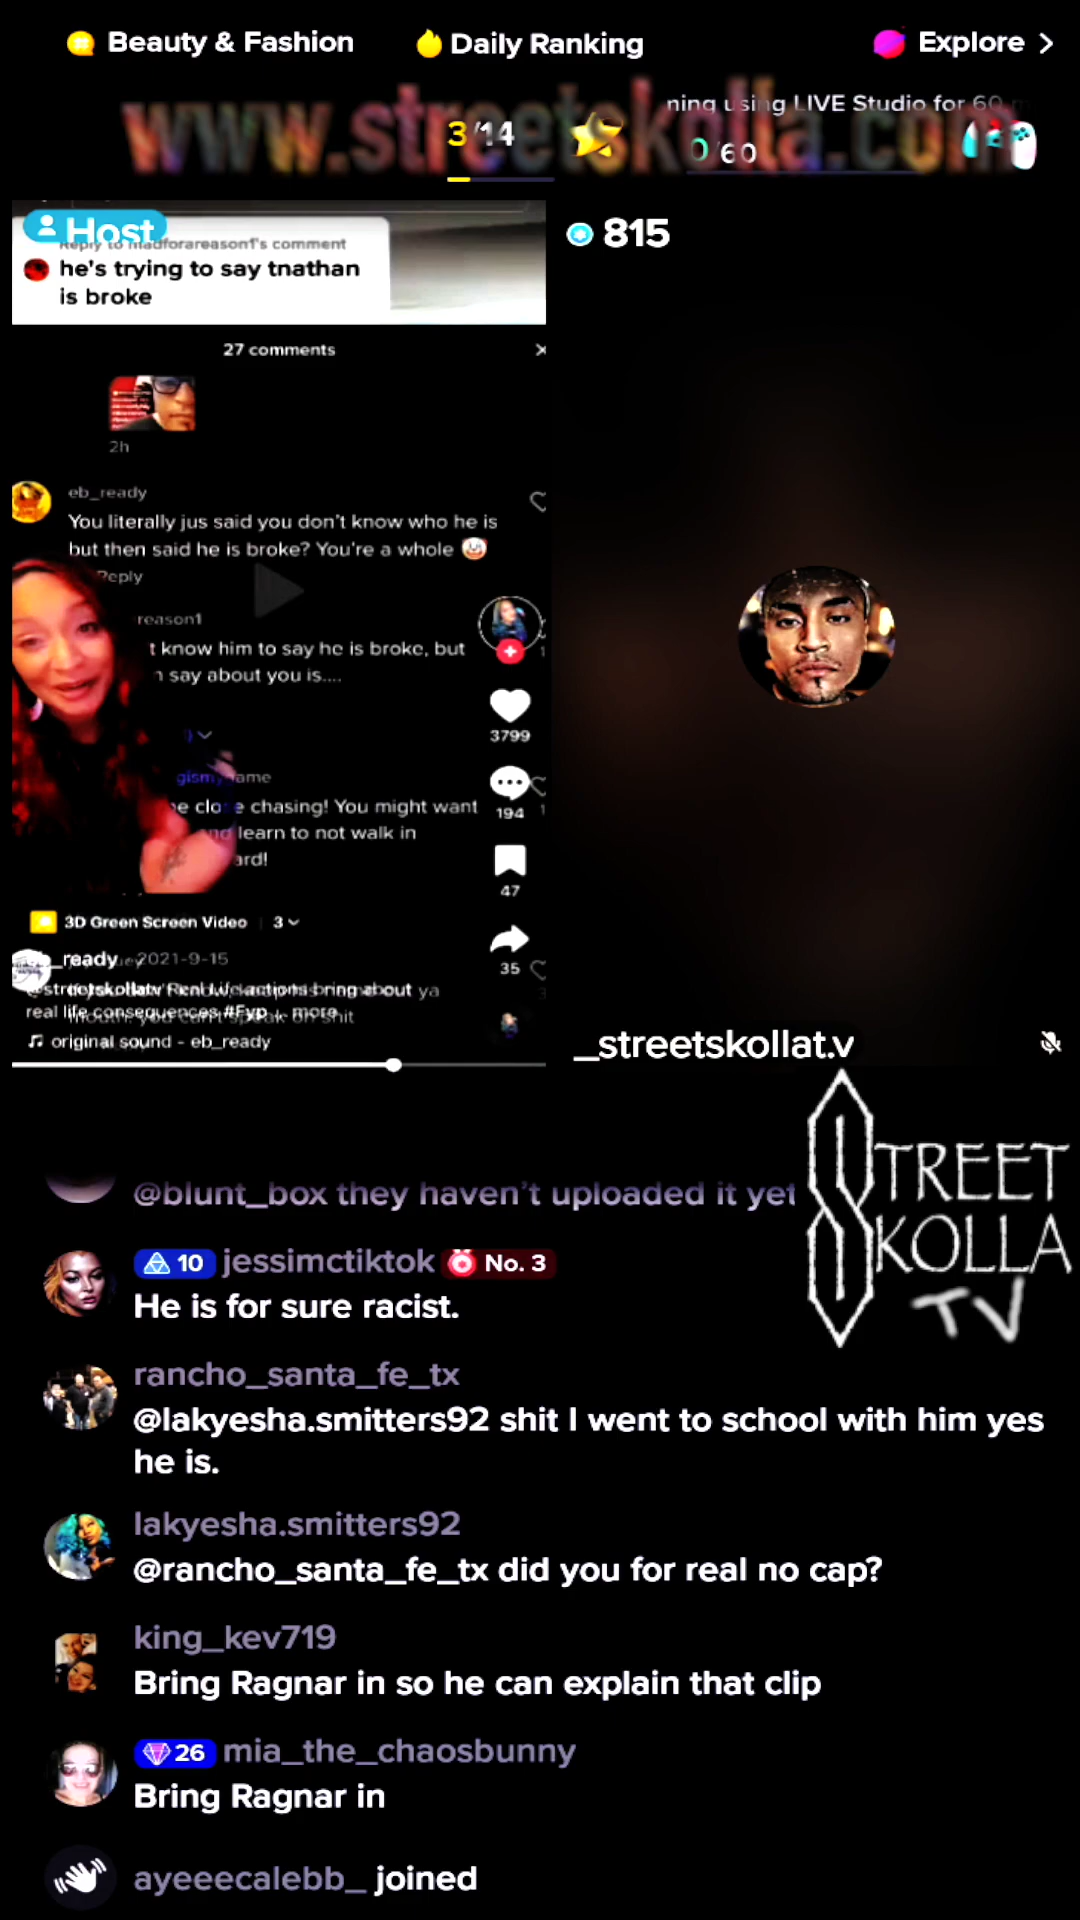 Beauty & Fashion
Daily Ranking
Explore
www.streetskolla.com
ning using LIVE Studio for 60 m
3/14
0/60
Host
815
Reply to madforareason1's comment
he's trying to say tnathan
is broke
27 comments
2h
eb_ready
You literally jus said you don't know who he is
but then said he is broke? You're a whole 🤡
Reply
reason1
t know him to say he is broke, but
say about you is....
3799
ame
chasing! You might want
learn to not walk in
ard!
194
47
3D Green Screen Video 3
_ready 2021-9-15
35
@streetskollatv Real Life actions bring about
ya
real life consequences #Fyp ... more
original sound - eb_ready
_streetskollat.v
STREET
SKOLLA
TV
@blunt_box they haven't uploaded it yet
10 jessimctiktok No. 3
He is for sure racist.
rancho_santa_fe_tx
@lakyesha.smitters92 shit I went to school with him yes
he is.
lakyesha.smitters92
@rancho_santa_fe_tx did you for real no cap?
king_kev719
Bring Ragnar in so he can explain that clip
26 mia_the_chaosbunny
Bring Ragnar in
ayeeecalebb_ joined